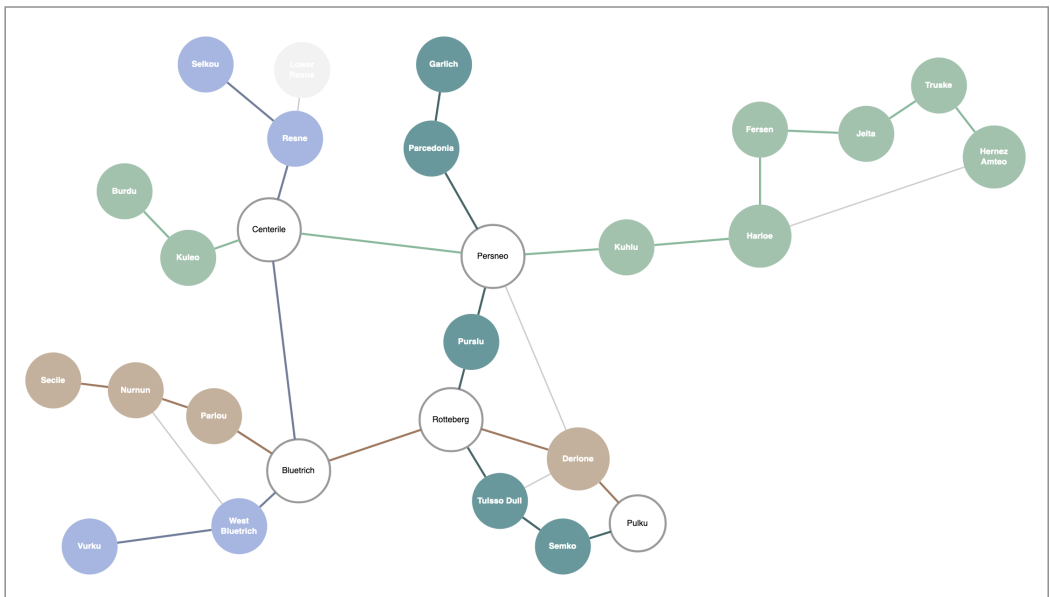 Selkou
Lower
Resne
Garlich
Truske
Fersen
Jeita
Resne
Parcedonia
Hernez
Amteo
Burdu
Centerile
Harloe
Kuhlu
Kuleo
Persneo
Purslu
Secile
Nurnun
Parlou
Rotteberg
Derlone
Bluetrich
Tulsso Dull
West
Bluetrich
Pulku
Vurku
Semko